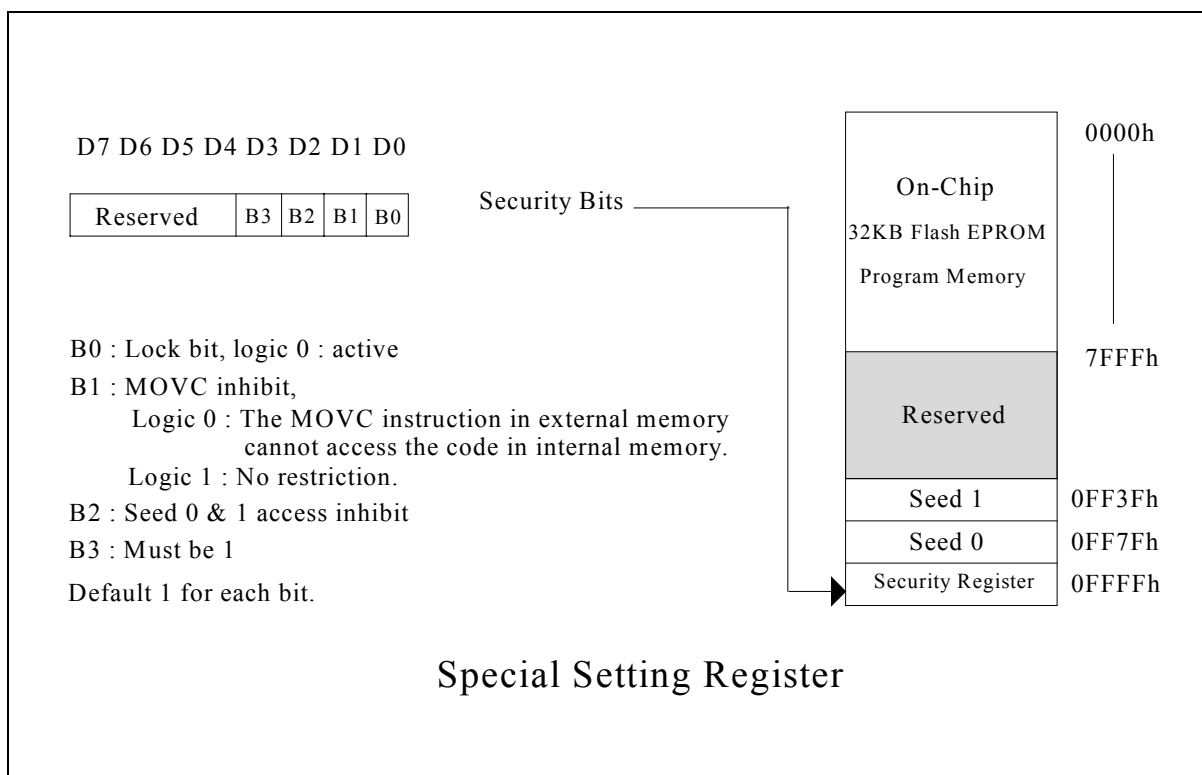 D7 D6 D5 D4 D3 D2 D1 D0
Reserved B3 B2 B1 B0
B0 : Lock bit, logic 0 : active
B1 : MOVC inhibit,
Logic 0 : The MOVC instruction in external memory
cannot access the code in internal memory.
Logic 1 : No restriction.
B2 : Seed 0 & 1 access inhibit
B3 : Must be 1
Default 1 for each bit.
Security Bits
On-Chip
32KB Flash EPROM
Program Memory
0000h
7FFFh
Reserved
Seed 1 0FF3Fh
Seed 0 0FF7Fh
Security Register 0FFFFh
Special Setting Register